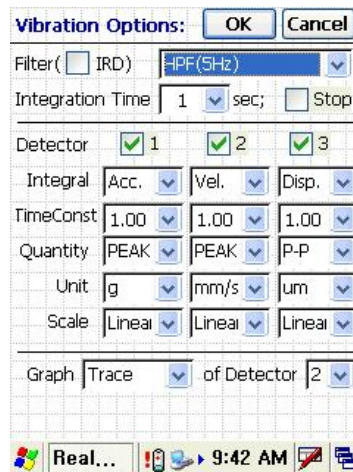 Vibration Options: OK Cancel
Filter( IRD) HPF(5Hz)
Integration Time 1 sec; Stop
Detector 1 2 3
Integral Acc. Vel. Disp.
TimeConst 1.00 1.00 1.00
Quantity PEAK PEAK P-P
Unit g mm/s um
Scale Linear Linear Linear
Graph Trace of Detector 2
Real... 9:42 AM